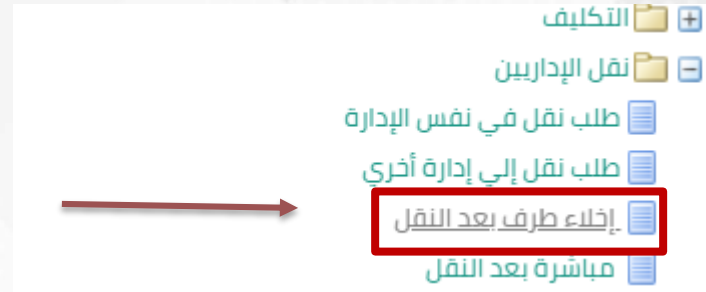 التكليف
نقل الإداريين
طلب نقل في نفس الإدارة
طلب نقل إلي إدارة أخري
إخلاء طرف بعد النقل
مباشرة بعد النقل